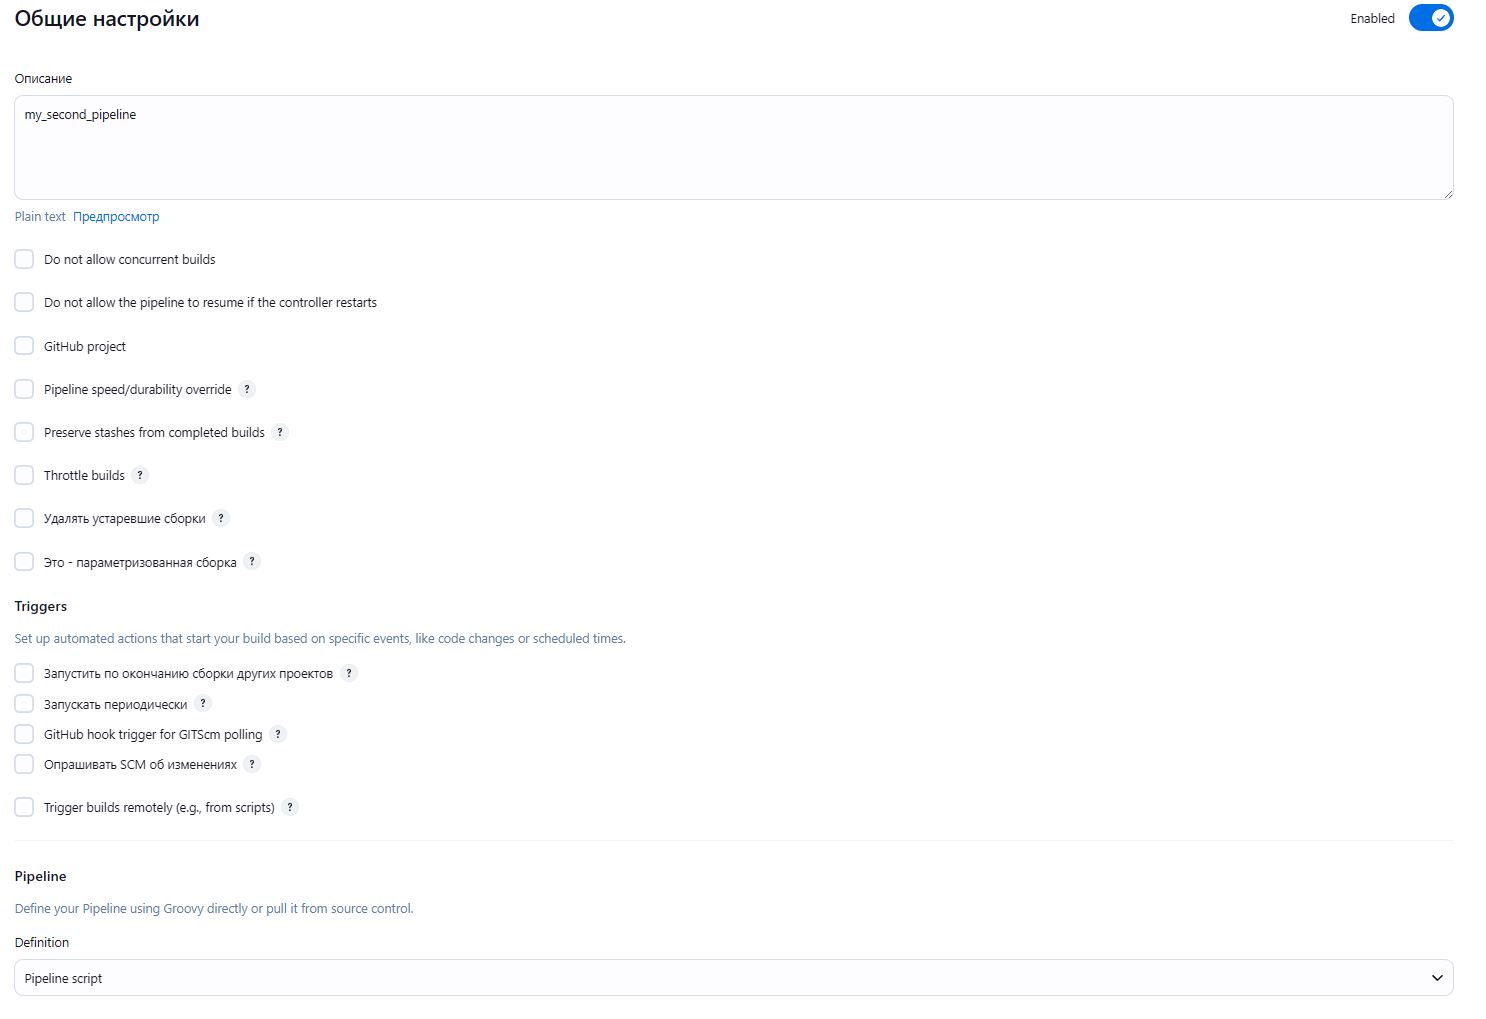 Общие настройки
Enabled
Описание
my_second_pipeline
Plain text Предпросмотр
Do not allow concurrent builds
Do not allow the pipeline to resume if the controller restarts
GitHub project
Pipeline speed/durability override ?
Preserve stashes from completed builds ?
Throttle builds ?
Удалять устаревшие сборки ?
Это - параметризованная сборка ?
Triggers
Set up automated actions that start your build based on specific events, like code changes or scheduled times.
Запустить по окончанию сборки других проектов ?
Запускать периодически ?
GitHub hook trigger for GITScm polling ?
Опрашивать SCM об изменениях ?
Trigger builds remotely (e.g., from scripts) ?
Pipeline
Define your Pipeline using Groovy directly or pull it from source control.
Definition
Pipeline script